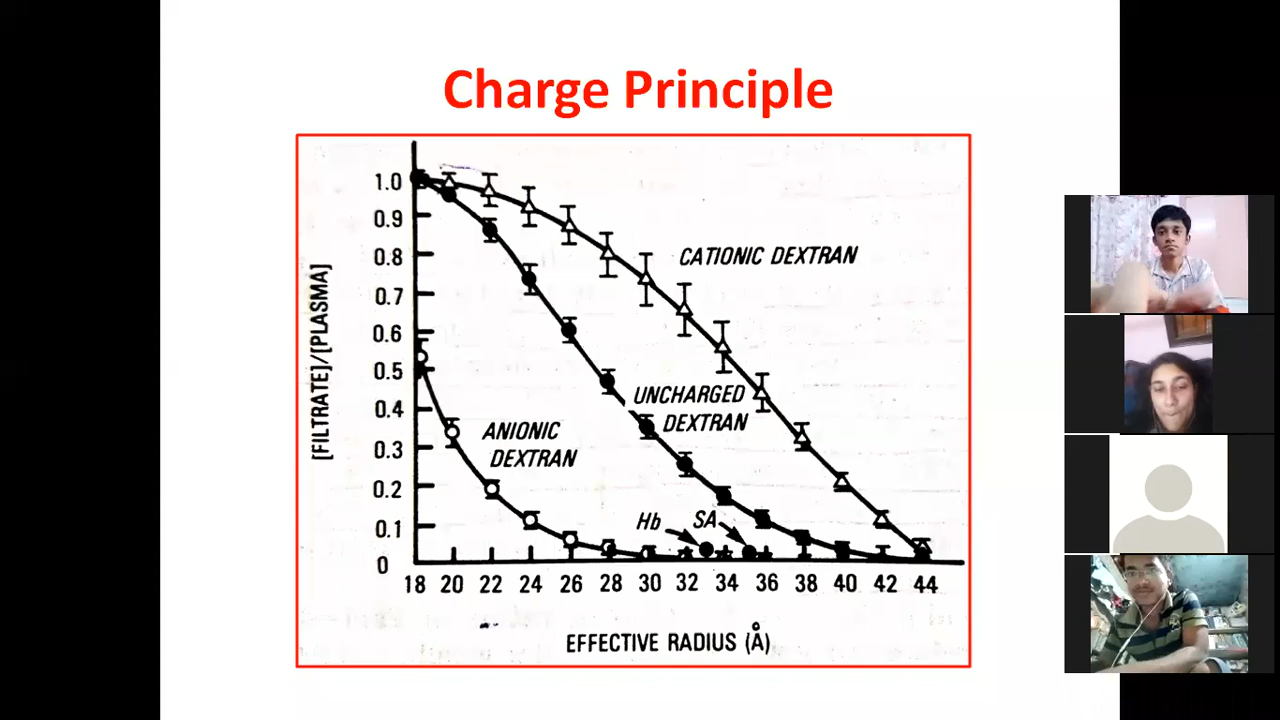 Charge Principle
1.0
0.9
0.8
0.7
0.6
0.5
0.4
0.3
0.2
0.1
0
[FILTRATE]/[PLASMA]
CATIONIC DEXTRAN
UNCHARGED
DEXTRAN
ANIONIC
DEXTRAN
Hb
SA
18 20 22 24 26 28 30 32 34 36 38 40 42 44
EFFECTIVE RADIUS (Å)